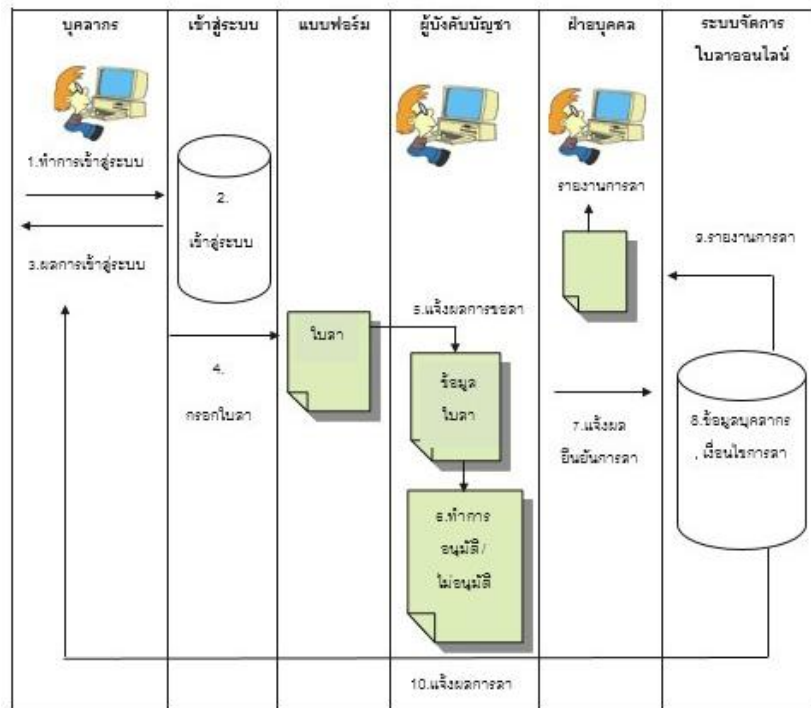 บุคลากร
เข้าสู่ระบบ
แบบฟอร์ม
ผู้บังคับบัญชา
ฝ่ายบุคคล
ระบบจัดการ
ใบลาออนไลน์
1.ทำการเข้าสู่ระบบ
2.
เข้าสู่ระบบ
3.ผลการเข้าสู่ระบบ
4.
กรอกใบลา
ใบลา
5.แจ้งผลการขอลา
ข้อมูล
ใบลา
6.ทำการ
อนุมัติ/
ไม่อนุมัติ
รายงานการลา
7.แจ้งผล
ยืนยันการลา
8.ข้อมูลบุคลากร
, เงื่อนไขการลา
9.รายงานการลา
10.แจ้งผลการลา